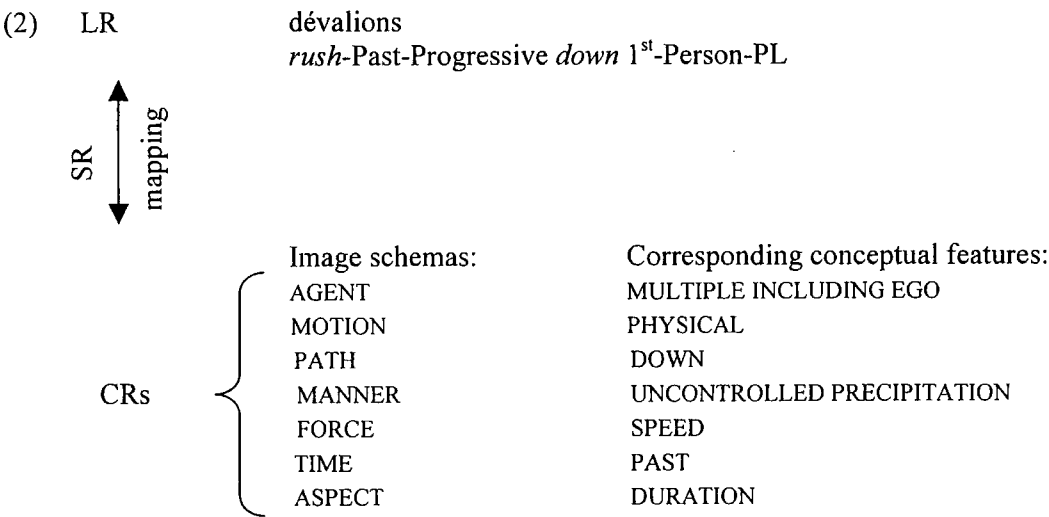 (2) LR dévalions
rush-Past-Progressive down 1st-Person-PL
SR
mapping
Image schemas: Corresponding conceptual features:
AGENT MULTIPLE INCLUDING EGO
MOTION PHYSICAL
PATH DOWN
CRs MANNER UNCONTROLLED PRECIPITATION
FORCE SPEED
TIME PAST
ASPECT DURATION